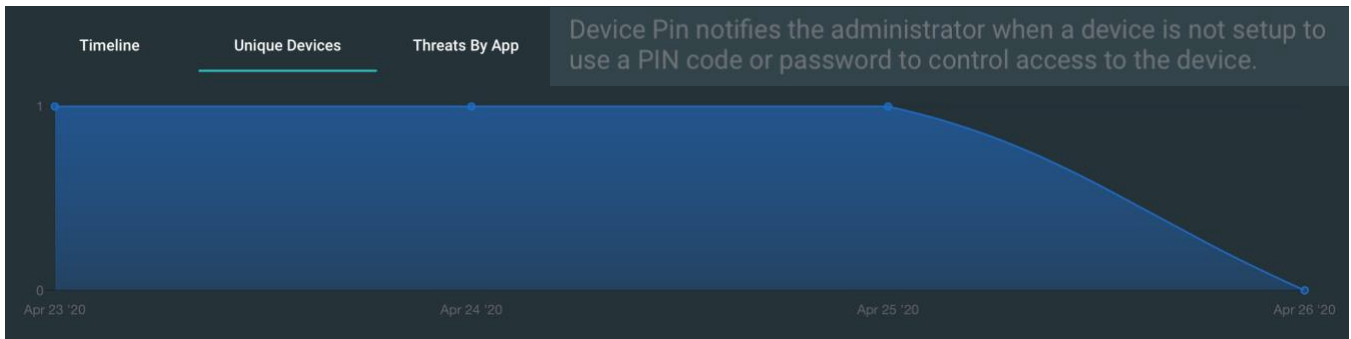 Timeline
Unique Devices
Threats By App
Device Pin notifies the administrator when a device is not setup to
use a PIN code or password to control access to the device.
1
0
Apr 23 '20
Apr 24 '20
Apr 25 '20
Apr 26 '20